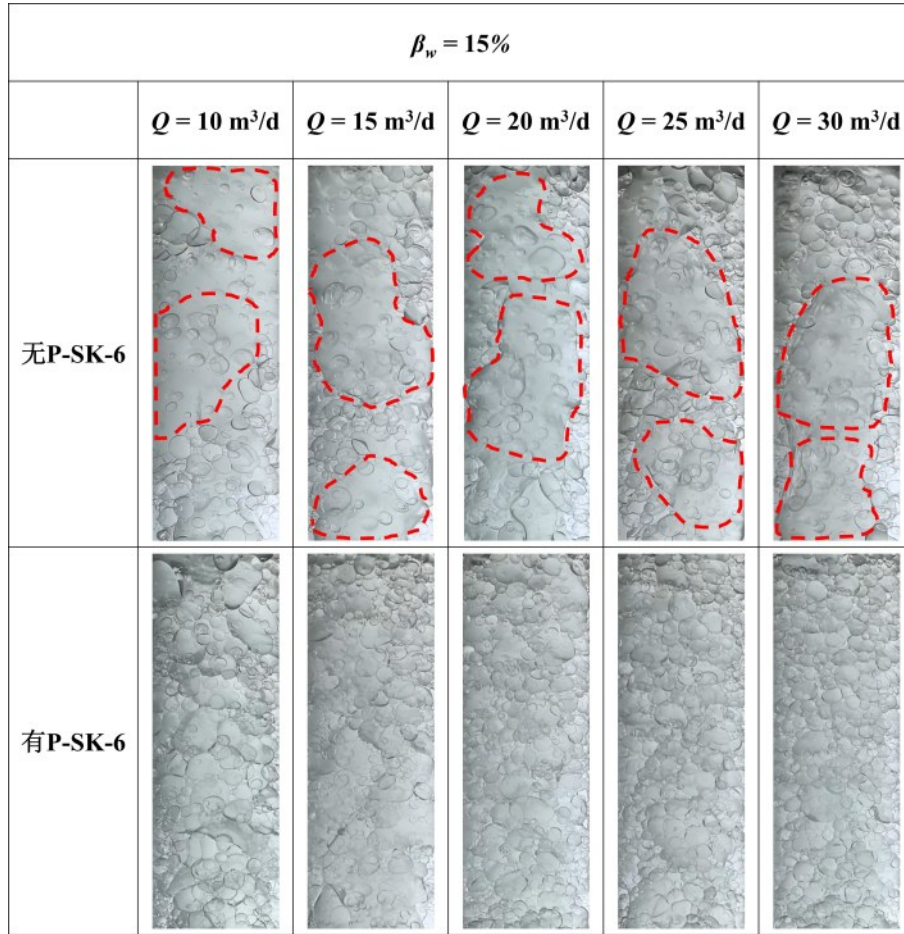 β_w = 15%
Q = 10 m³/d
Q = 15 m³/d
Q = 20 m³/d
Q = 25 m³/d
Q = 30 m³/d
无P-SK-6
有P-SK-6